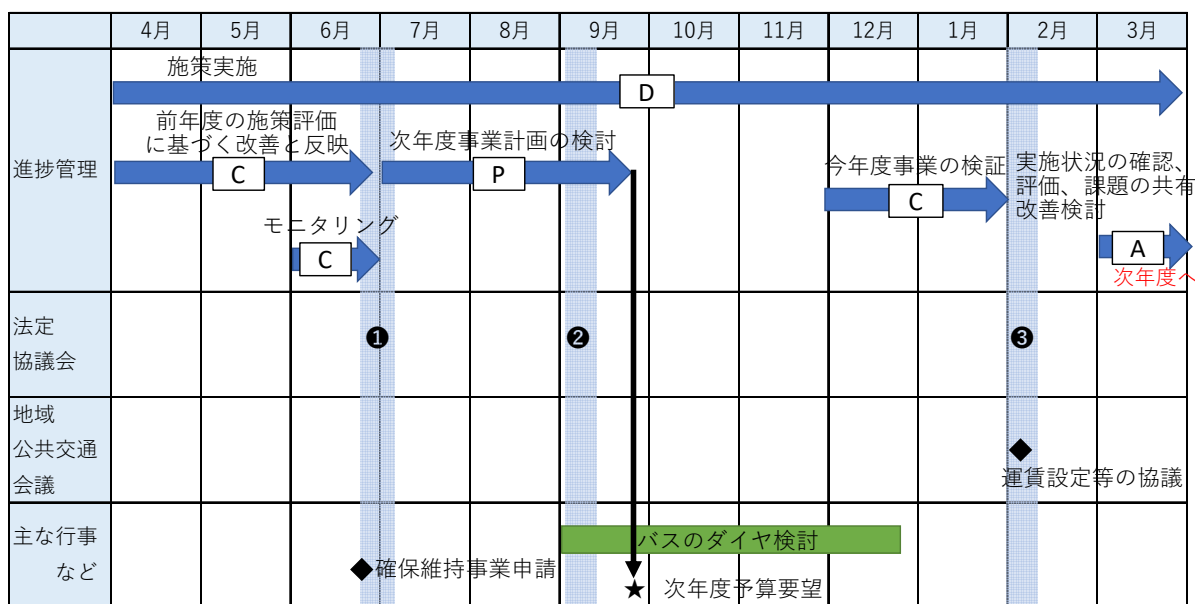 4月
5月
6月
7月
8月
9月
10月
11月
12月
1月
2月
3月
進捗管理
施策実施
D
前年度の施策評価
に基づく改善と反映
C
次年度事業計画の検討
P
モニタリング
C
今年度事業の検証
C
実施状況の確認、
評価、課題の共有
改善検討
A
次年度へ
法定
協議会
❶
❷
❸
地域
公共交通
会議
◆
運賃設定等の協議
主な行事
など
バスのダイヤ検討
◆確保維持事業申請
★ 次年度予算要望